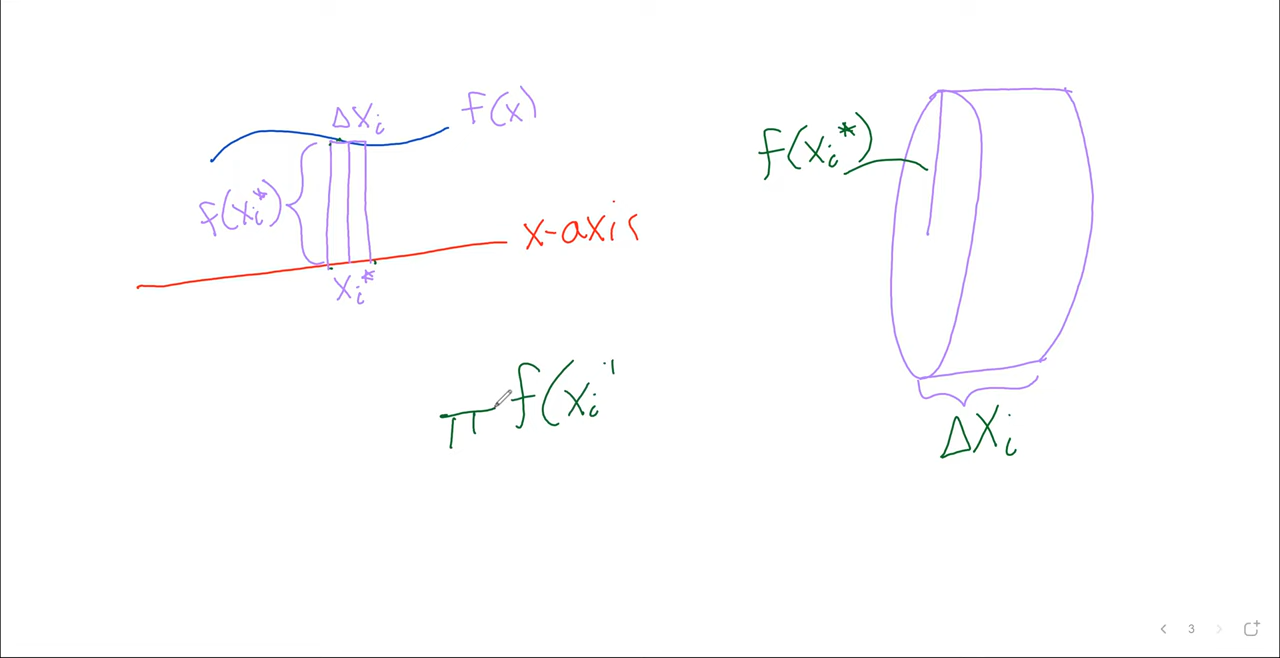 Δxᵢ
f(x)
f(xᵢ*)
x-axis
xᵢ*
f(xᵢ*)
Δxᵢ
π f(xᵢ
3